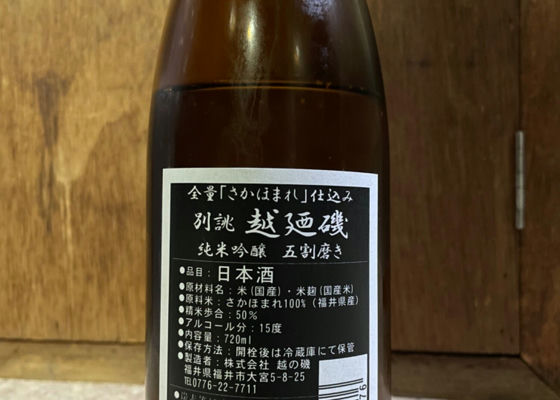 全量「さかほまれ」仕込み
別誂 越廼磯
純米吟醸 五割磨き
●品目：日本酒
●原材料名：米(国産)・米麹(国産米)
●原料米：さかほまれ100%（福井県産）
●精米歩合：50%
●アルコール分：15度
●内容量：720ml
●保存方法：開栓後は冷蔵庫にて保管
●製造者：株式会社 越の磯
福井県福井市大宮5-8-25
TEL0776-22-7711